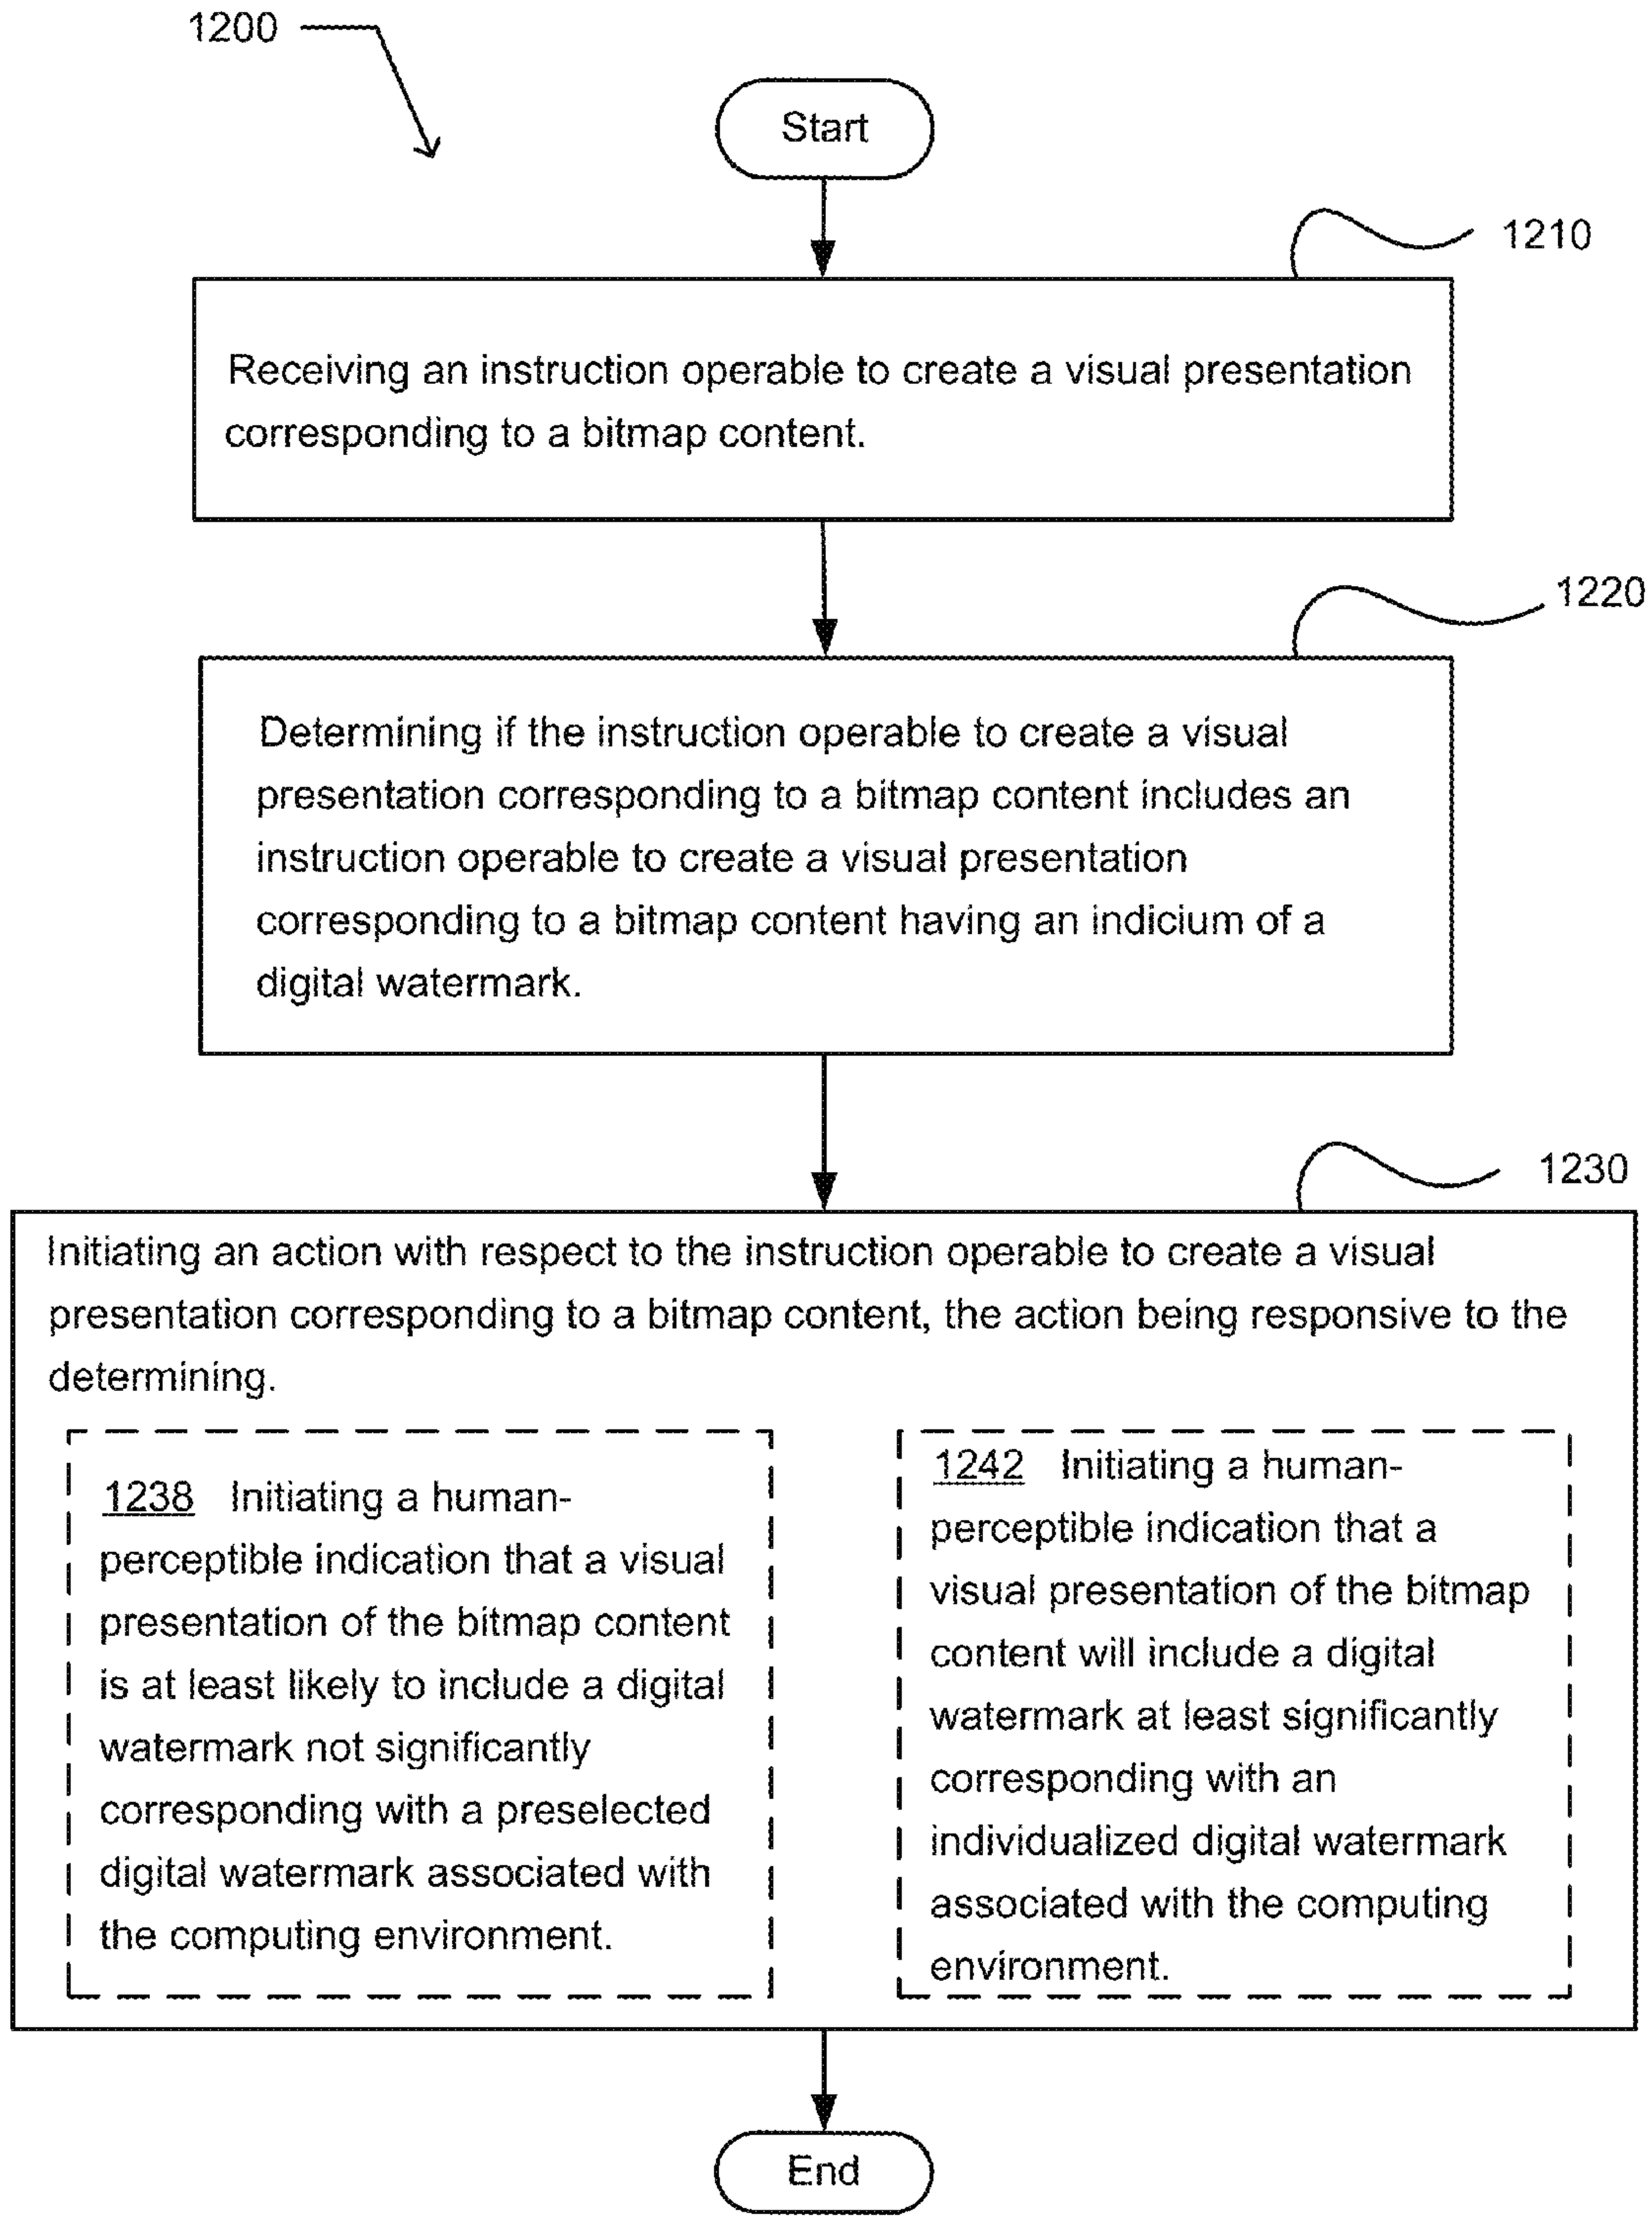 1200
Start
1210
Receiving an instruction operable to create a visual presentation
corresponding to a bitmap content.
1220
Determining if the instruction operable to create a visual
presentation corresponding to a bitmap content includes an
instruction operable to create a visual presentation
corresponding to a bitmap content having an indicium of a
digital watermark.
1230
Initiating an action with respect to the instruction operable to create a visual
presentation corresponding to a bitmap content, the action being responsive to the
determining.
1238 Initiating a human-
perceptible indication that a visual
presentation of the bitmap content
is at least likely to include a digital
watermark not significantly
corresponding with a preselected
digital watermark associated with
the computing environment.
1242 Initiating a human-
perceptible indication that a
visual presentation of the bitmap
content will include a digital
watermark at least significantly
corresponding with an
individualized digital watermark
associated with the computing
environment.
End